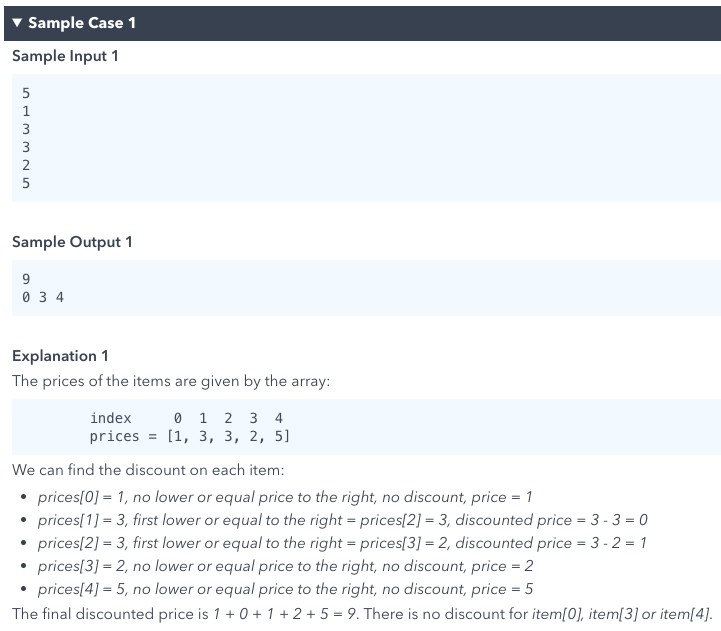 ▼ Sample Case 1
Sample Input 1
5
1
3
3
2
5
Sample Output 1
9
0 3 4
Explanation 1
The prices of the items are given by the array:
index 0 1 2 3 4
prices = [1, 3, 3, 2, 5]
We can find the discount on each item:
• prices[0] = 1, no lower or equal price to the right, no discount, price = 1
• prices[1] = 3, first lower or equal to the right = prices[2] = 3, discounted price = 3 - 3 = 0
• prices[2] = 3, first lower or equal to the right = prices[3] = 2, discounted price = 3 - 2 = 1
• prices[3] = 2, no lower or equal price to the right, no discount, price = 2
• prices[4] = 5, no lower or equal price to the right, no discount, price = 5
The final discounted price is 1 + 0 + 1 + 2 + 5 = 9. There is no discount for item[0], item[3] or item[4].